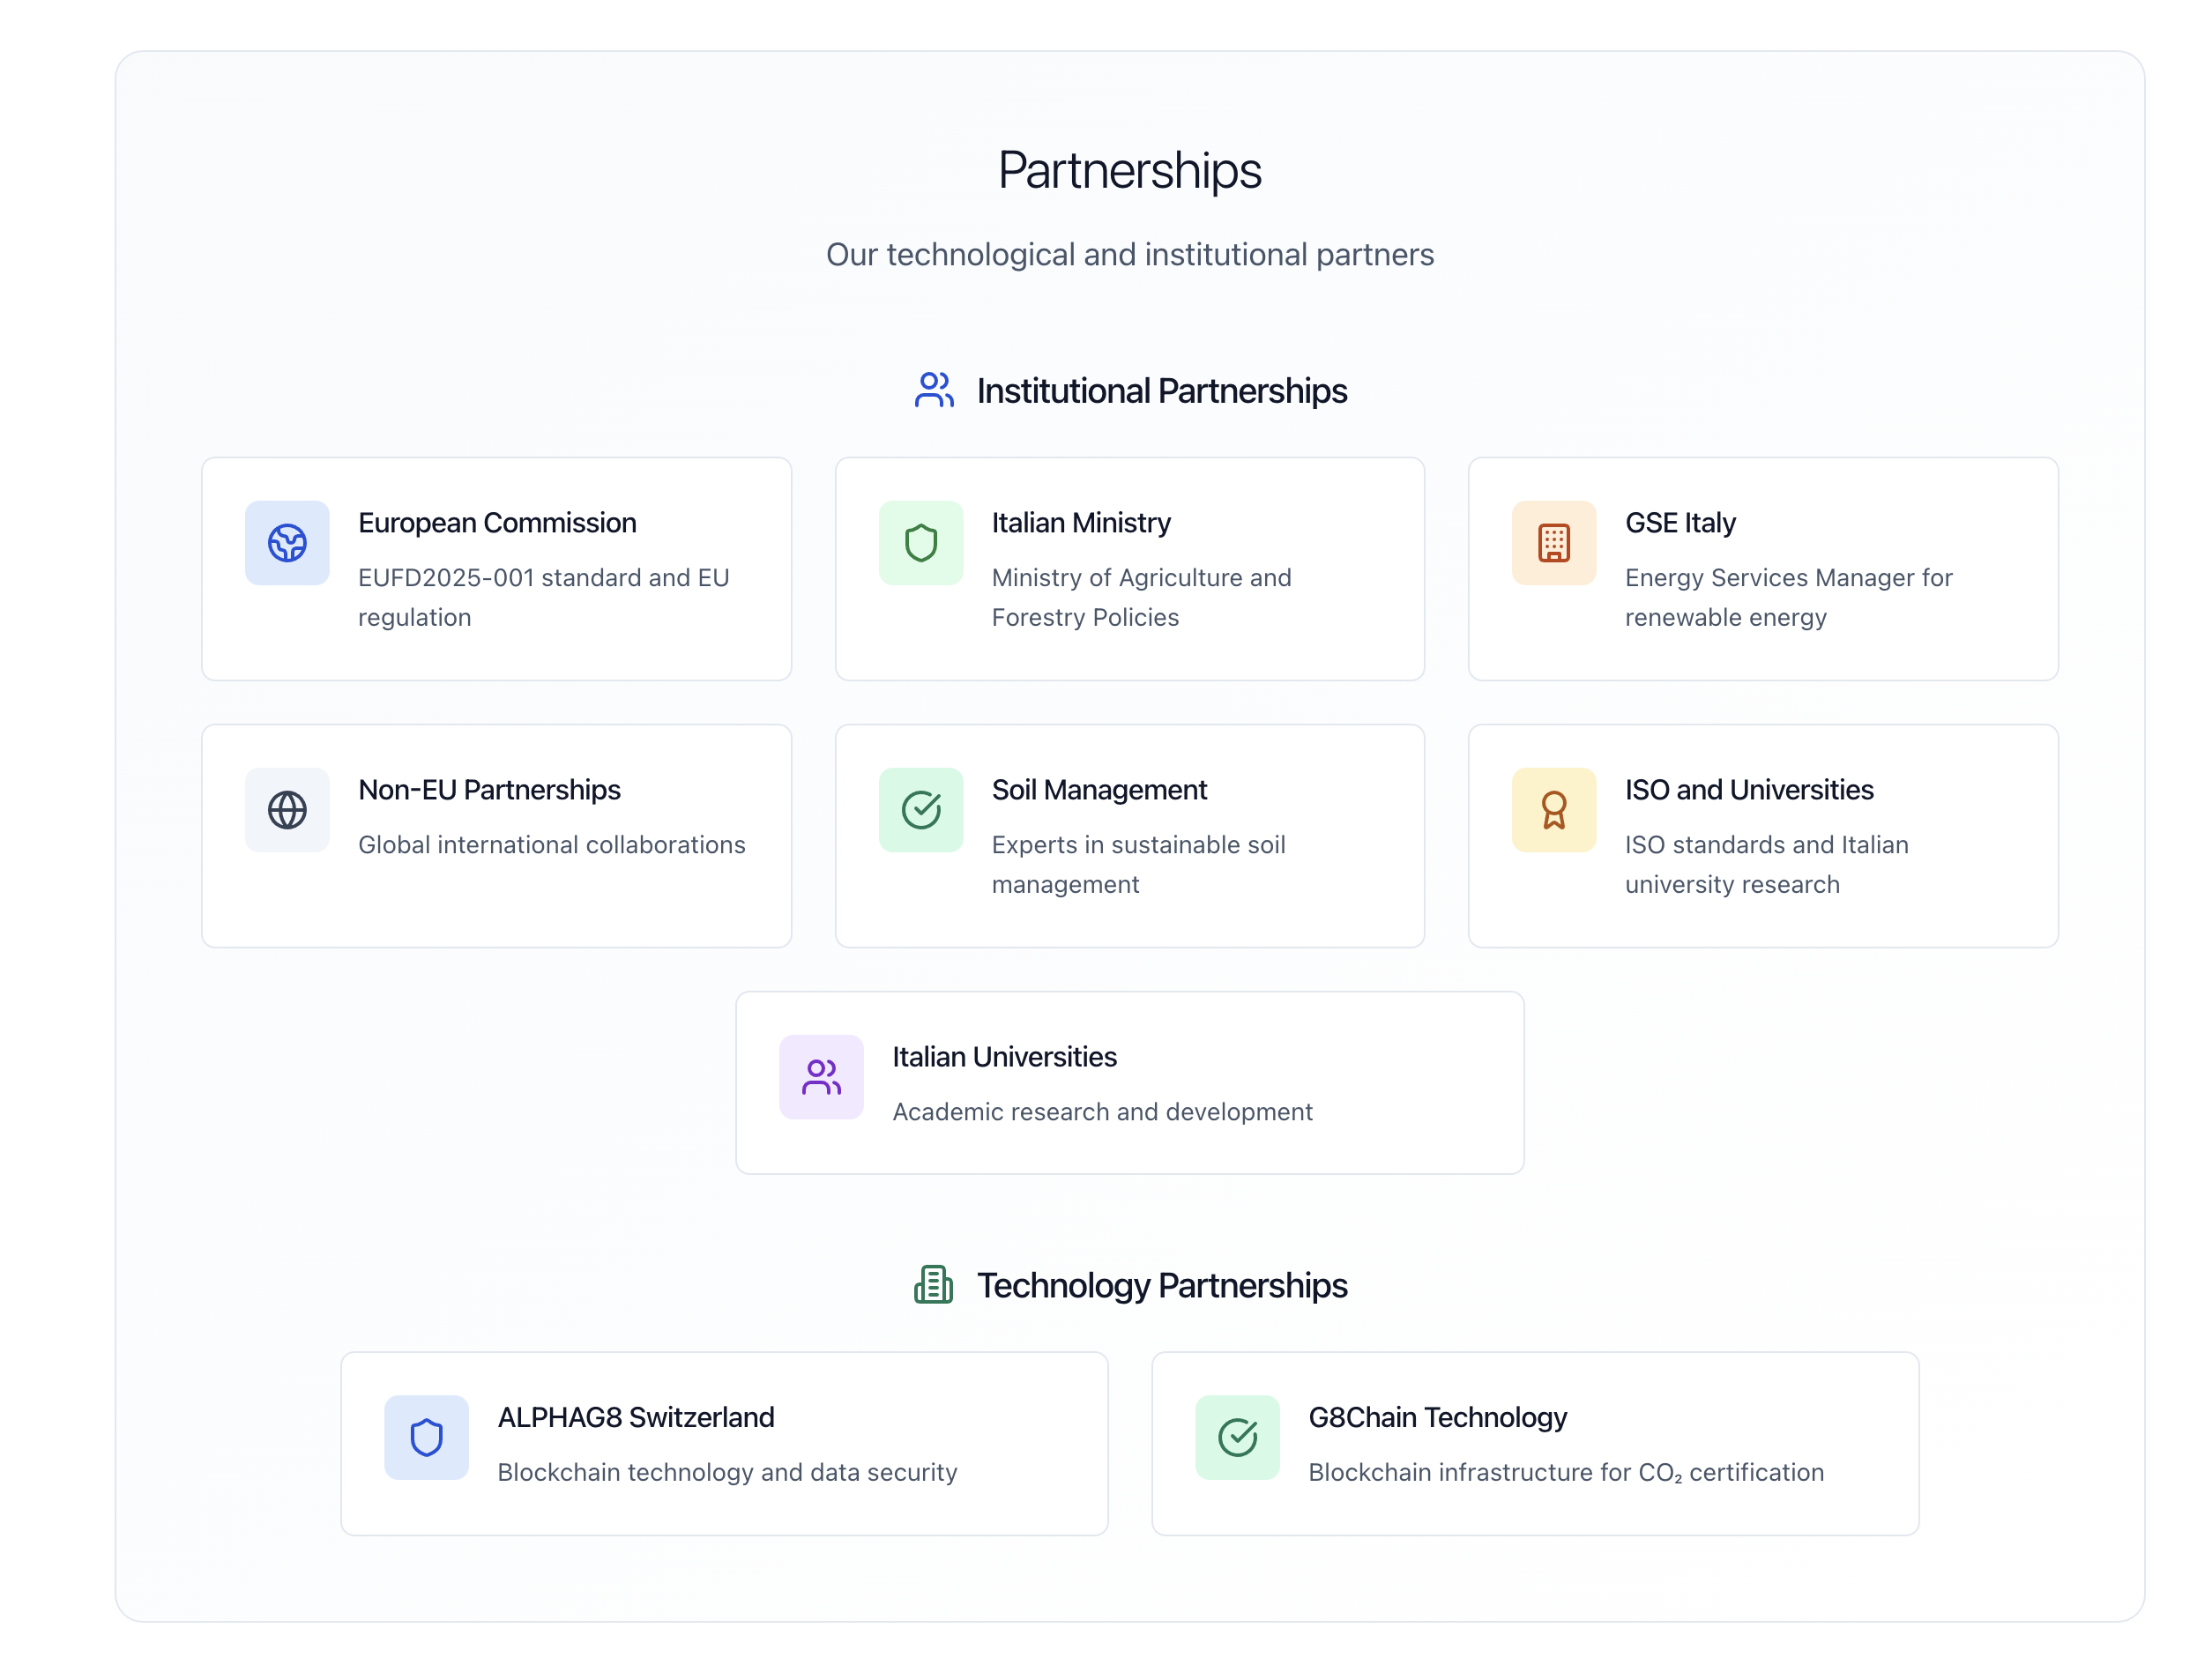 Partnerships
Our technological and institutional partners
Institutional Partnerships
European Commission
EUFD2025-001 standard and EU
regulation
Italian Ministry
Ministry of Agriculture and
Forestry Policies
GSE Italy
Energy Services Manager for
renewable energy
Non-EU Partnerships
Global international collaborations
Soil Management
Experts in sustainable soil
management
ISO and Universities
ISO standards and Italian
university research
Italian Universities
Academic research and development
Technology Partnerships
ALPHAG8 Switzerland
Blockchain technology and data security
G8Chain Technology
Blockchain infrastructure for CO₂ certification